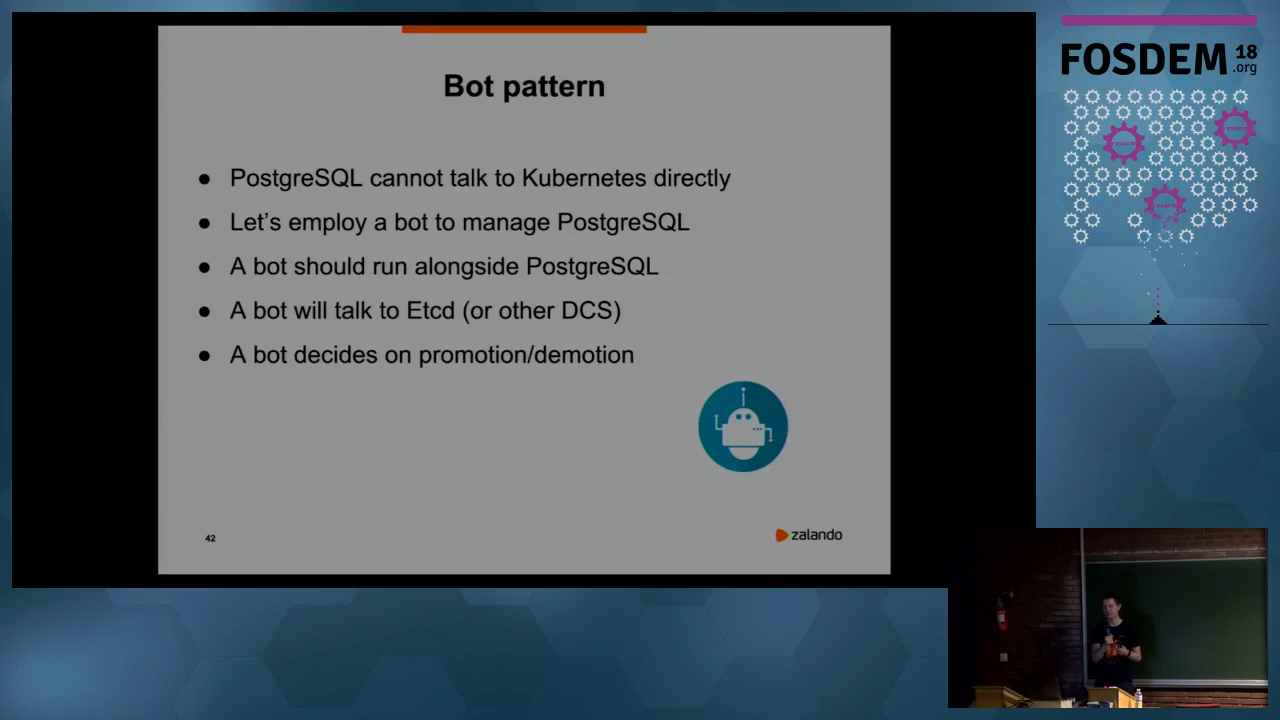 Bot pattern
● PostgreSQL cannot talk to Kubernetes directly
● Let's employ a bot to manage PostgreSQL
● A bot should run alongside PostgreSQL
● A bot will talk to Etcd (or other DCS)
● A bot decides on promotion/demotion
42
zalando
FOSDEM 18
.org